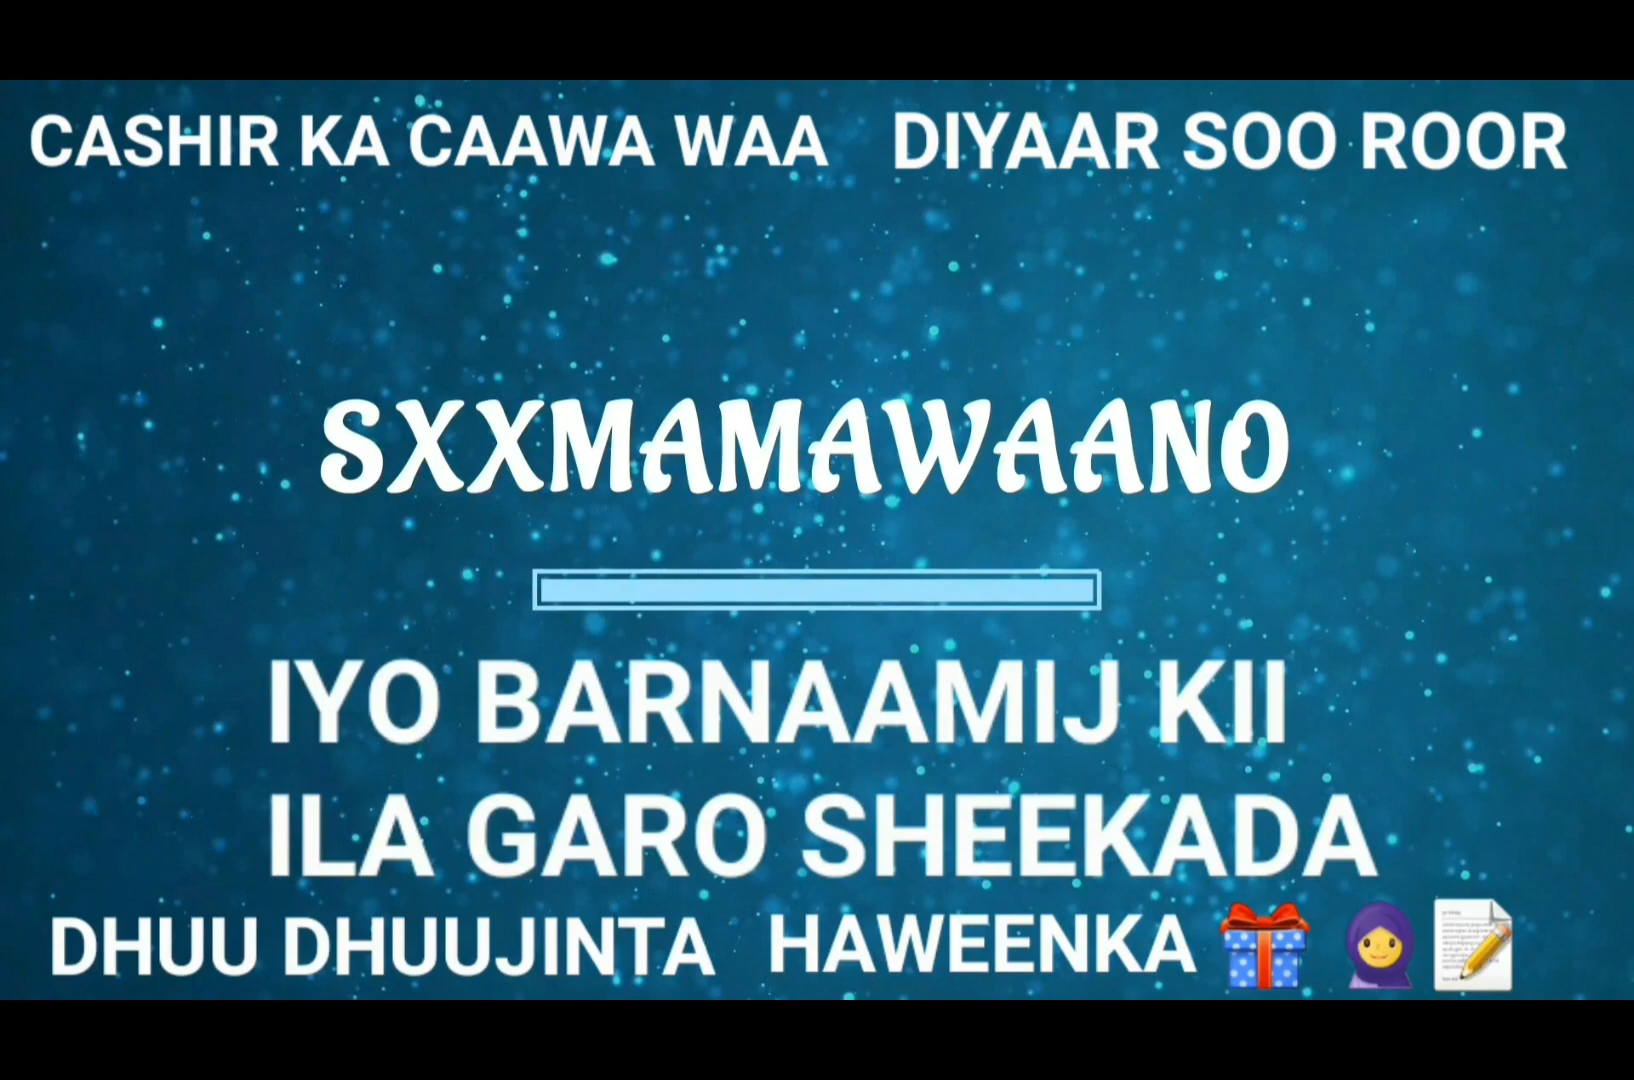 CASHIR KA CAAWA WAA DIYAAR SOO ROOR
SXXMAMAWAANO
IYO BARNAAMIJ KII
ILA GARO SHEEKADA
DHUU DHUUJINTA HAWEENKA